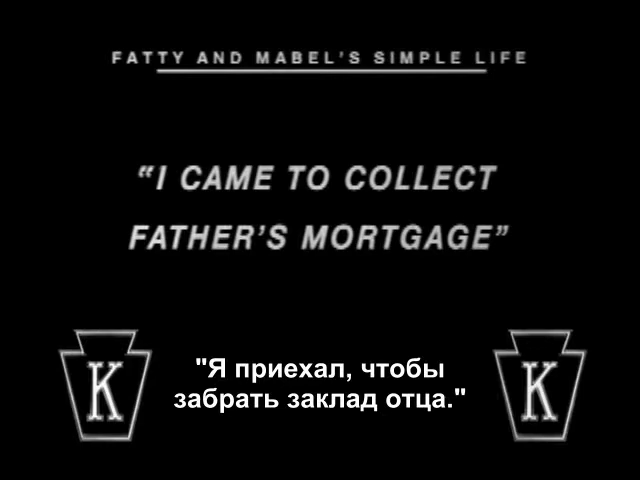 FATTY AND MABEL'S SIMPLE LIFE
“I CAME TO COLLECT
FATHER'S MORTGAGE”
K K
"Я приехал, чтобы
забрать заклад отца."